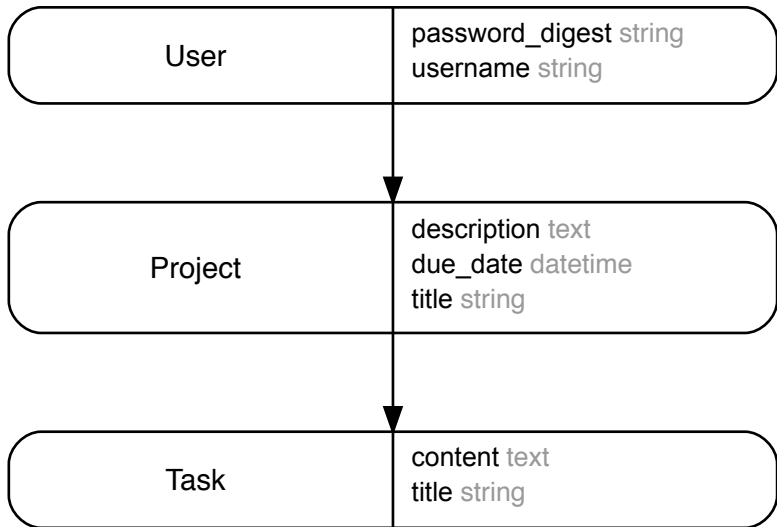 User
password_digest string
username string
Project
description text
due_date datetime
title string
Task
content text
title string